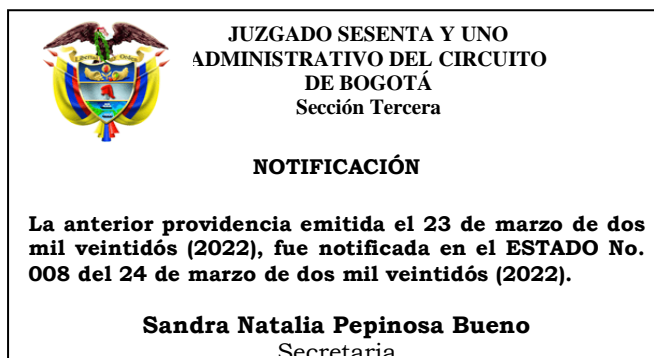 JUZGADO SESENTA Y UNO
ADMINISTRATIVO DEL CIRCUITO
DE BOGOTÁ
Sección Tercera
NOTIFICACIÓN
La anterior providencia emitida el 23 de marzo de dos
mil veintidós (2022), fue notificada en el ESTADO No.
008 del 24 de marzo de dos mil veintidós (2022).
Sandra Natalia Pepinosa Bueno
Secretaria